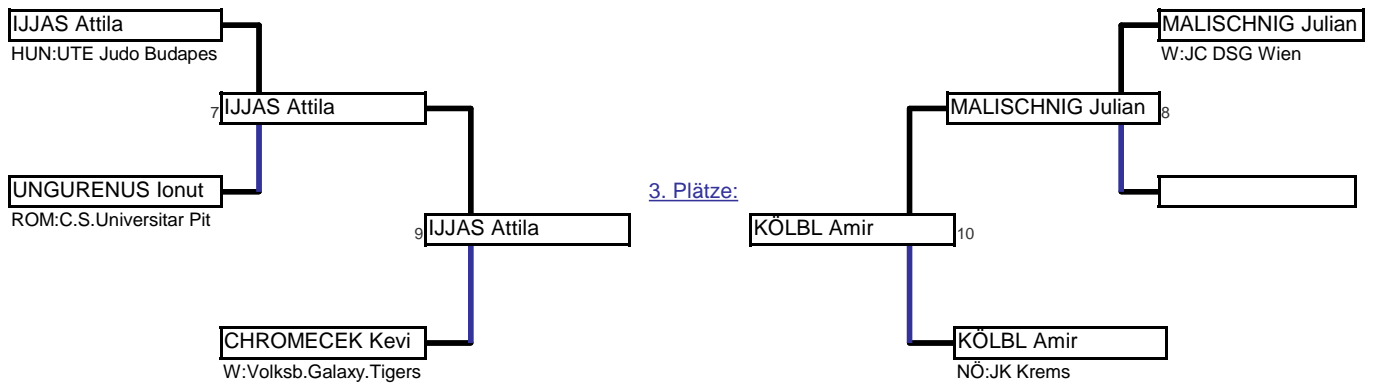 IJJAS Attila
HUN:UTE Judo Budapes
7 IJJAS Attila
UNGURENUS Ionut
ROM:C.S.Universitar Pit
9 IJJAS Attila
CHROMECEK Kevi
W:Volksb.Galaxy.Tigers
3. Plätze:
MALISCHNIG Julian
W:JC DSG Wien
MALISCHNIG Julian 8
KÖLBL Amir 10
KÖLBL Amir
NÖ:JK Krems